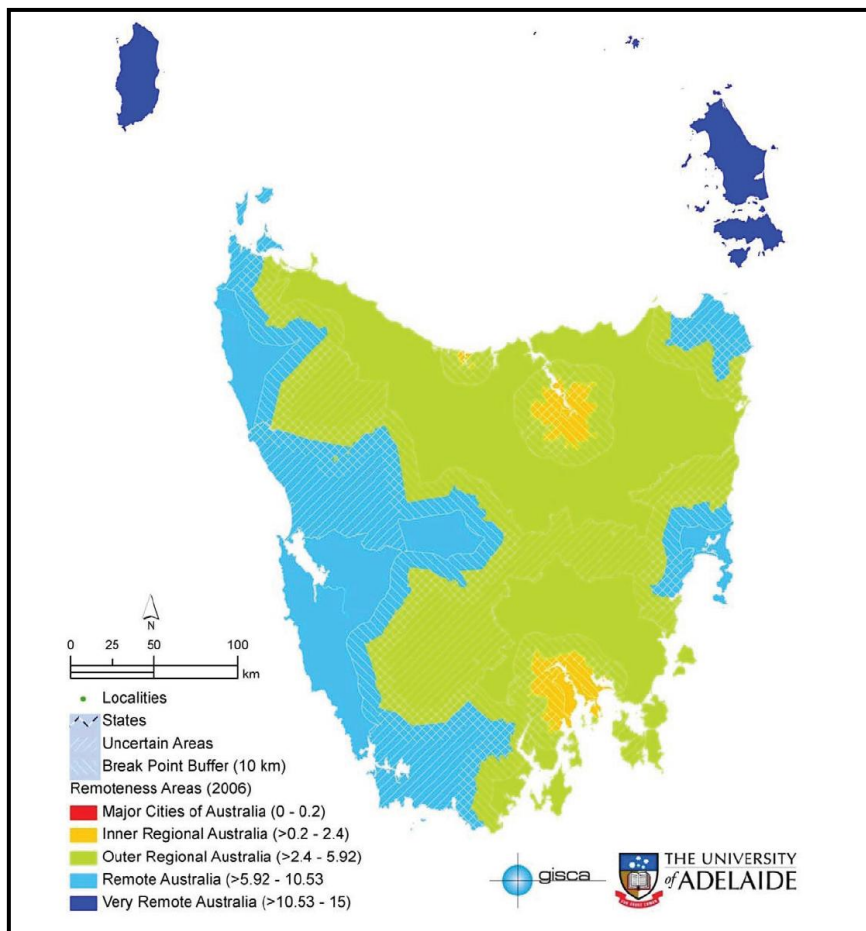 N
0 25 50 100
km
Localities
States
Uncertain Areas
Break Point Buffer (10 km)
Remoteness Areas (2006)
Major Cities of Australia (0 - 0.2)
Inner Regional Australia (>0.2 - 2.4)
Outer Regional Australia (>2.4 - 5.92)
Remote Australia (>5.92 - 10.53
Very Remote Australia (>10.53 - 15)
gisca
THE UNIVERSITY
of ADELAIDE